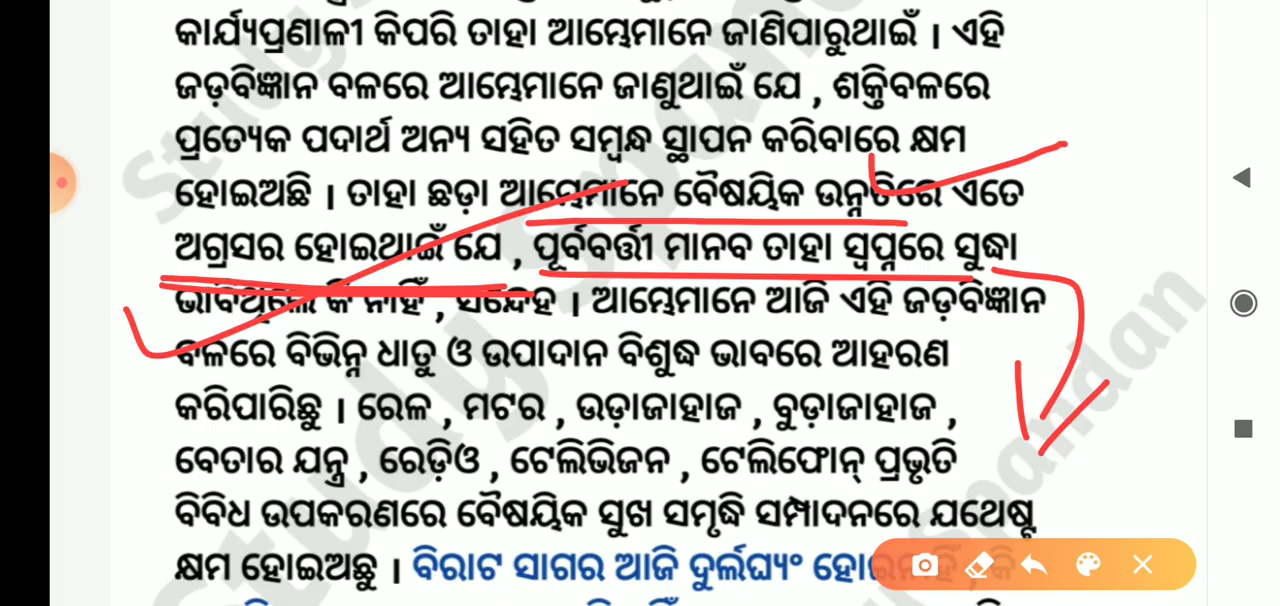 କାର୍ଯ୍ୟପ୍ରଣାଳୀ କିପରି ତାହା ଆମ୍ଭେମାନେ ଜାଣିପାରୁଥାଇଁ । ଏହି
ଜଡ଼ବିଜ୍ଞାନ ବଳରେ ଆମ୍ଭେମାନେ ଜାଣୁଥାଇଁ ଯେ , ଶକ୍ତିବଳରେ
ପ୍ରତ୍ୟେକ ପଦାର୍ଥ ଅନ୍ୟ ସହିତ ସମ୍ବନ୍ଧ ସ୍ଥାପନ କରିବାରେ କ୍ଷମ
ହୋଇଅଛି । ତାହା ଛଡ଼ା ଆମ୍ଭେମାନେ ବୈଷୟିକ ଉନ୍ନତିରେ ଏତେ
ଅଗ୍ରସର ହୋଇଥାଇଁ ଯେ , ପୂର୍ବବର୍ତ୍ତୀ ମାନବ ତାହା ସ୍ୱପ୍ନରେ ସୁଦ୍ଧା
ଭାବିଥିଲେ କି ନାହିଁ , ସନ୍ଦେହ । ଆମ୍ଭେମାନେ ଆଜି ଏହି ଜଡ଼ବିଜ୍ଞାନ
ବଳରେ ବିଭିନ୍ନ ଧାତୁ ଓ ଉପାଦାନ ବିଶୁଦ୍ଧ ଭାବରେ ଆହରଣ
କରିପାରିଛୁ । ରେଳ , ମଟର , ଉଡ଼ାଜାହାଜ , ବୁଡ଼ାଜାହାଜ ,
ବେତାର ଯନ୍ତ୍ର , ରେଡ଼ିଓ , ଟେଲିଭିଜନ , ଟେଲିଫୋନ୍ ପ୍ରଭୃତି
ବିବିଧ ଉପକରଣରେ ବୈଷୟିକ ସୁଖ ସମୃଦ୍ଧି ସମ୍ପାଦନରେ ଯଥେଷ୍ଟ
କ୍ଷମ ହୋଇଅଛୁ । ବିରାଟ ସାଗର ଆଜି ଦୁର୍ଲଂଘ୍ୟ
Study Spandan